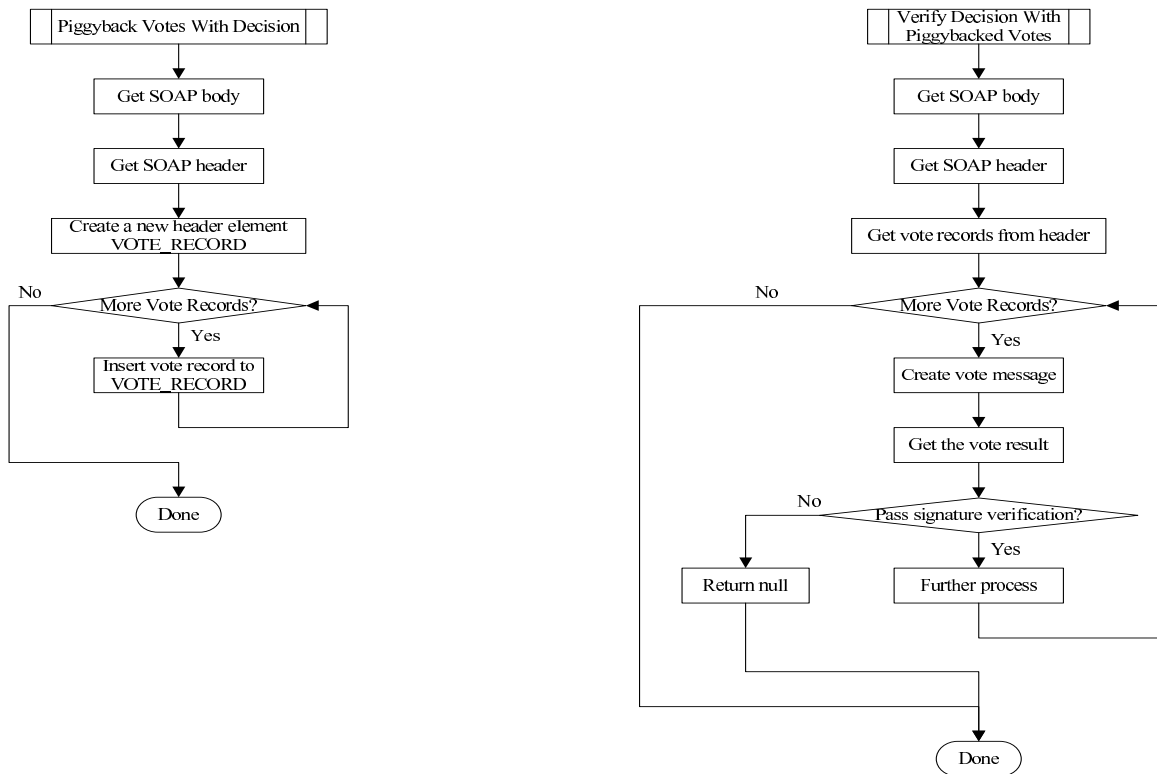 Piggyback Votes With Decision
Get SOAP body
Get SOAP header
Create a new header element
VOTE_RECORD
No
More Vote Records?
Yes
Insert vote record to
VOTE_RECORD
Done
Verify Decision With
Piggybacked Votes
Get SOAP body
Get SOAP header
Get vote records from header
No
More Vote Records?
Yes
Create vote message
Get the vote result
No
Pass signature verification?
Yes
Return null
Further process
Done